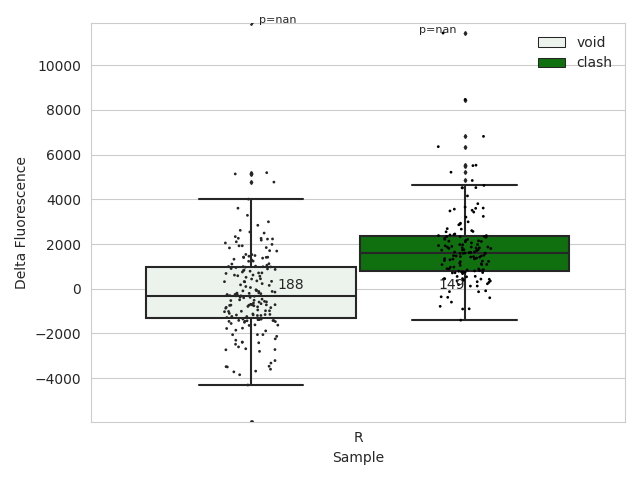 p=nan
p=nan
void
clash
10000
8000
6000
4000
2000
0
−2000
−4000
188
149
Delta Fluorescence
R
Sample